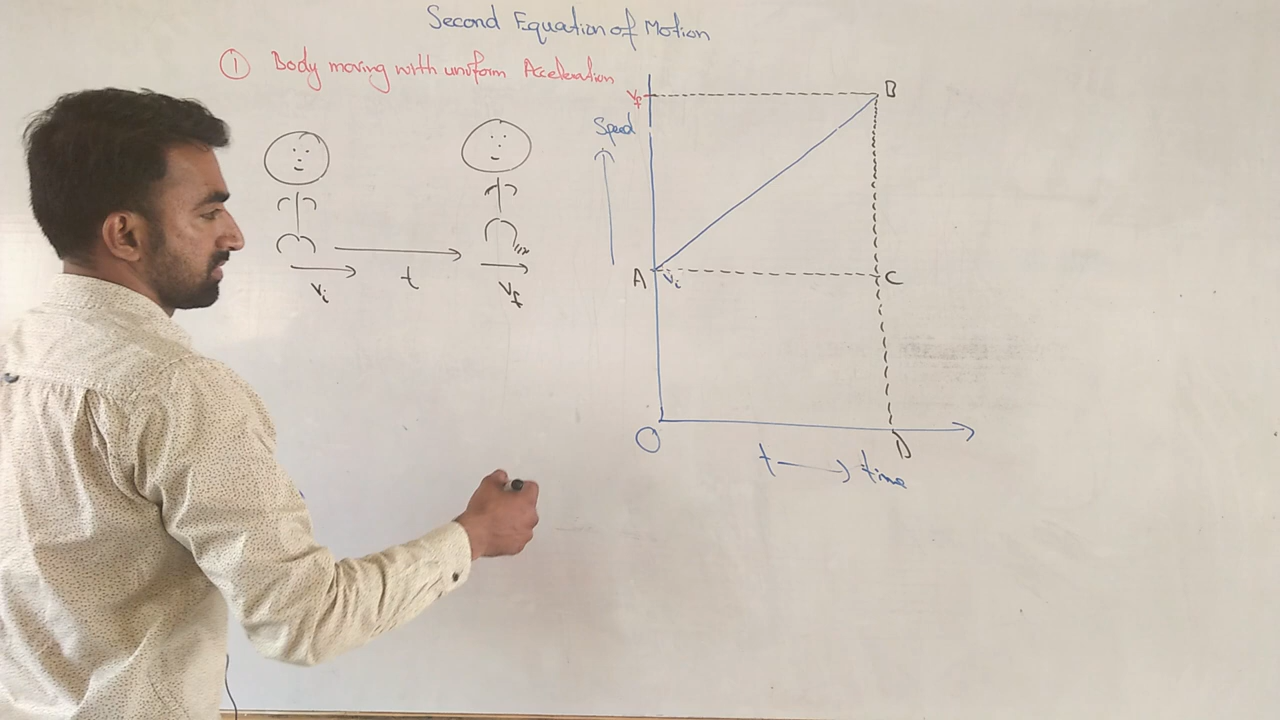 Second Equation of Motion
① Body moving with uniform Acceleration
Vf
B
Speed
A
Vi
C
Vi
t
Vf
O
D
t → time